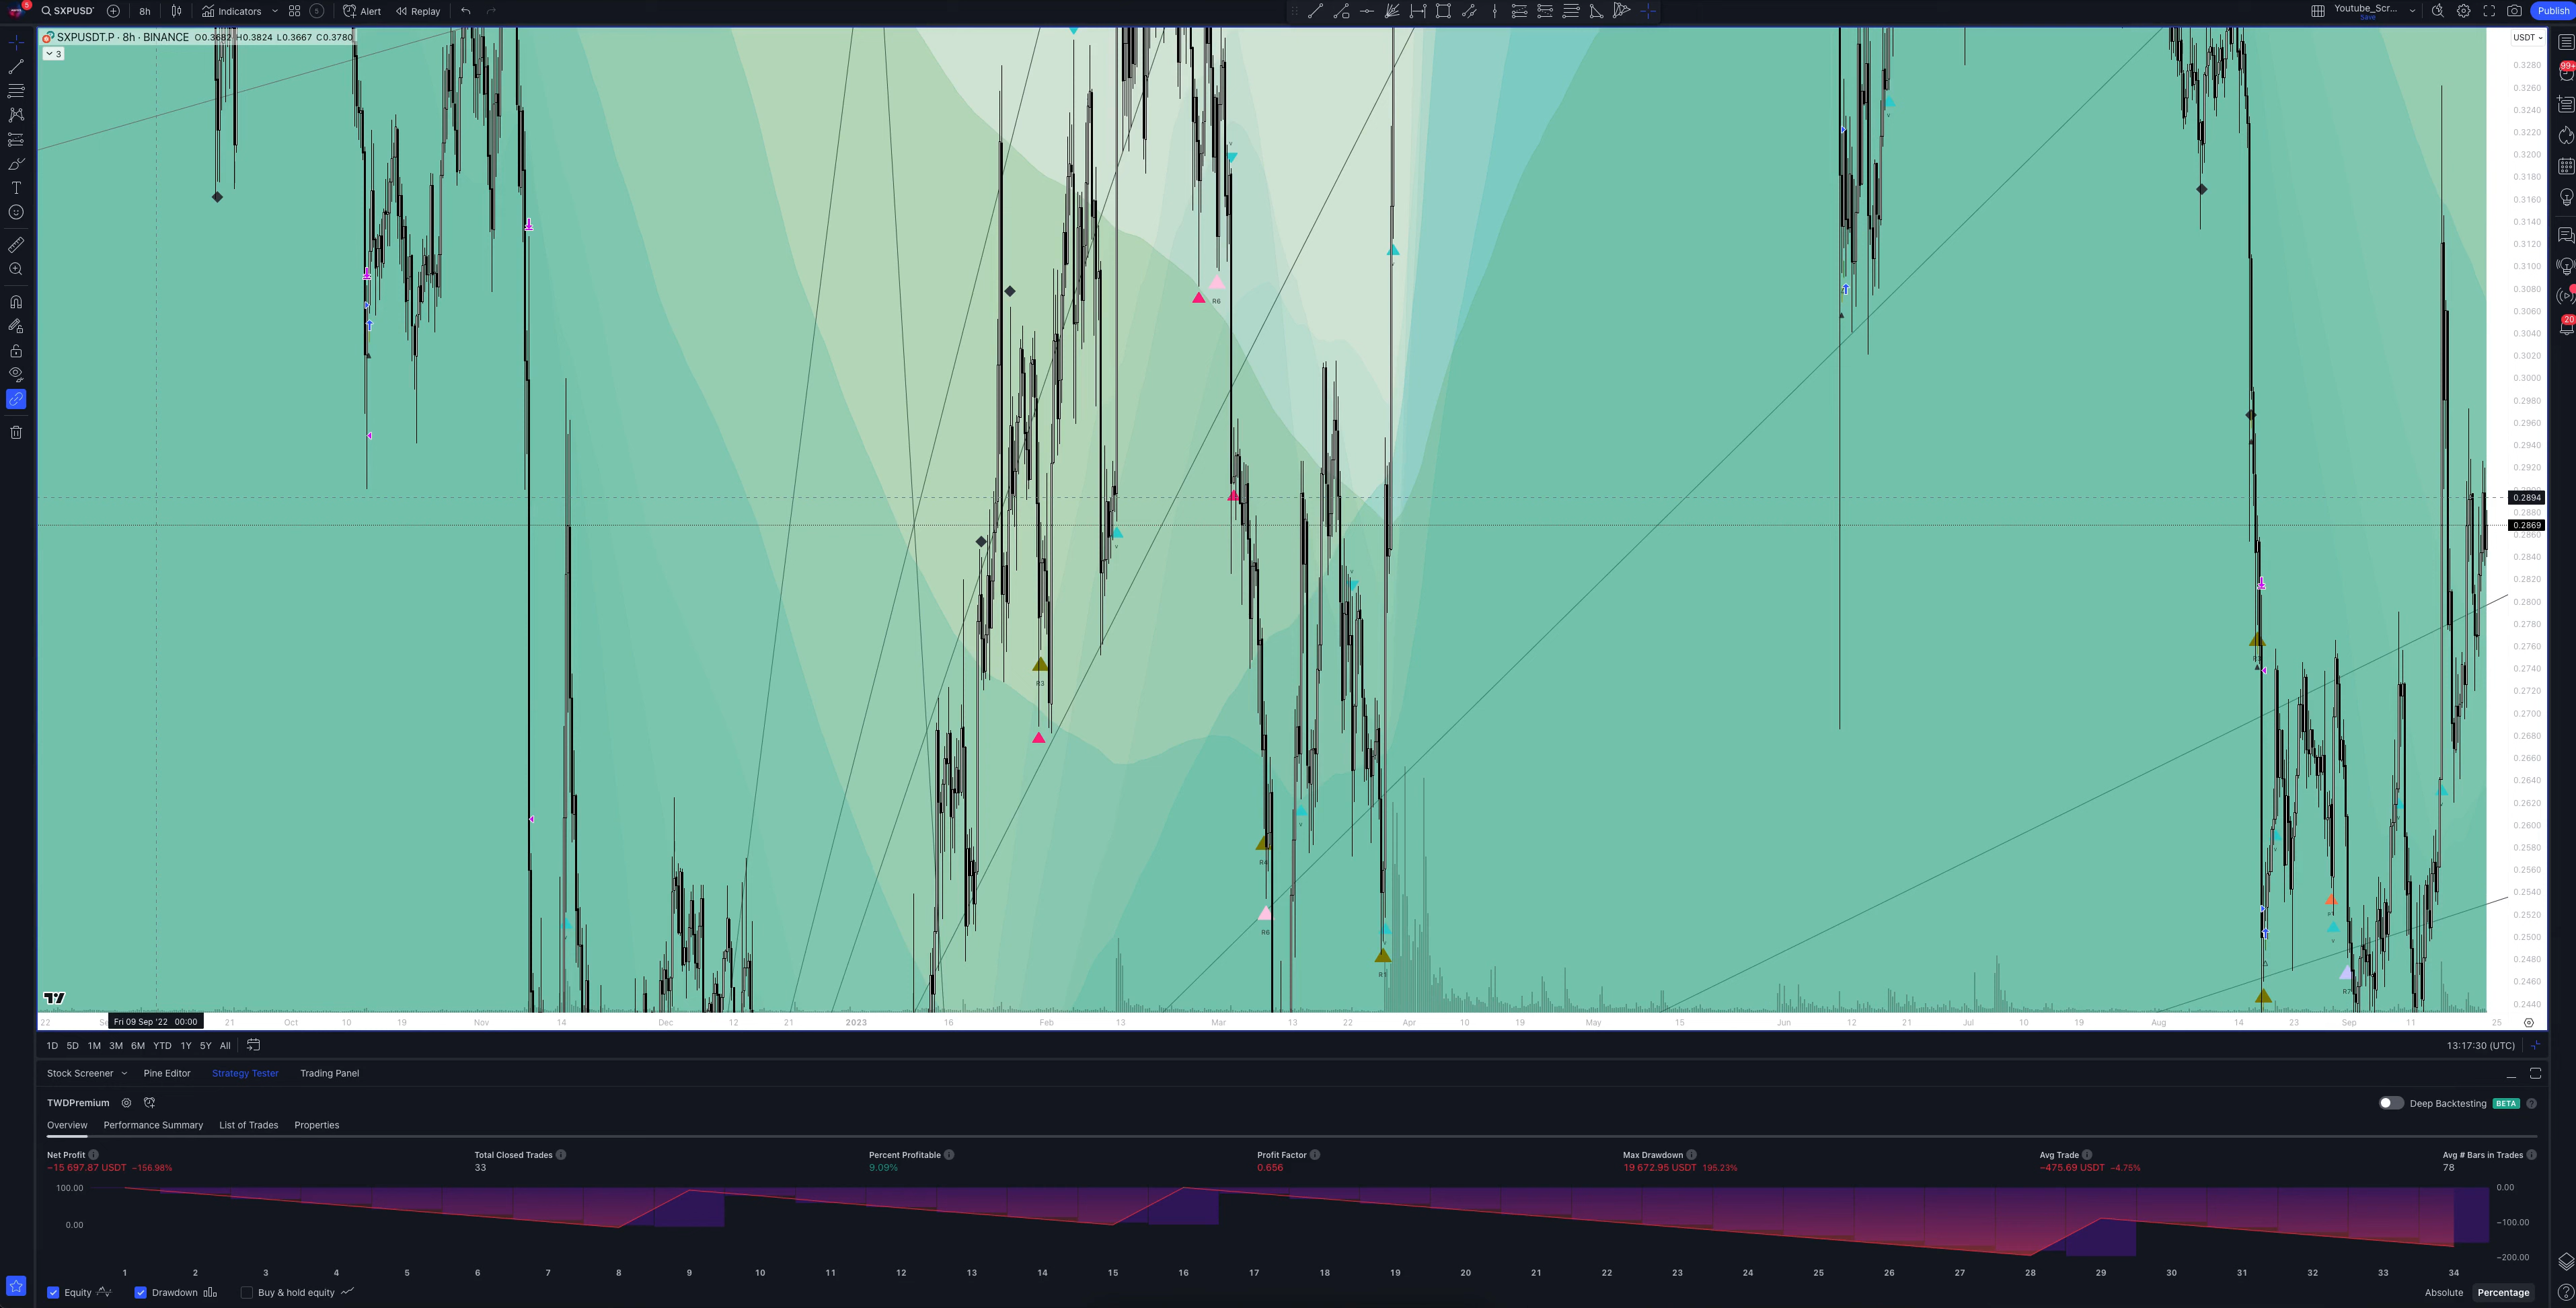 5
SXPUSD' 8h Indicators 5 Alert Replay
Youtube_Scr... Save Publish
SXPUSDT.P · 8h · BINANCE O0.3682 H0.3824 L0.3667 C0.3780
3
USDT
0.3280
0.3260
0.3240
0.3220
0.3200
0.3180
0.3160
0.3140
0.3120
0.3100
0.3080
0.3060
0.3040
0.3020
0.3000
0.2980
0.2960
0.2940
0.2920
0.2894
0.2880
0.2869
0.2860
0.2840
0.2820
0.2800
0.2780
0.2760
0.2740
0.2720
0.2700
0.2680
0.2660
0.2640
0.2620
0.2600
0.2580
0.2560
0.2540
0.2520
0.2500
0.2480
0.2460
0.2440
99+
20
R6
R3
R6
22 Fri 09 Sep '22 00:00 21 Oct 10 19 Nov 14 Dec 12 21 2023 16 Feb 13 Mar 13 22 Apr 10 19 May 15 Jun 12 21 Jul 10 19 Aug 14 23 Sep 11 25
1D 5D 1M 3M 6M YTD 1Y 5Y All
13:17:30 (UTC)
Stock Screener Pine Editor Strategy Tester Trading Panel
TWDPremium
Deep Backtesting BETA
Overview Performance Summary List of Trades Properties
Net Profit Total Closed Trades Percent Profitable Profit Factor Max Drawdown Avg Trade Avg # Bars in Trades
−15 697.87 USDT −156.98% 33 9.09% 0.656 19 672.95 USDT 195.23% −475.69 USDT −4.75% 78
100.00 0.00
0.00 −100.00
−200.00
1 2 3 4 5 6 7 8 9 10 11 12 13 14 15 16 17 18 19 20 21 22 23 24 25 26 27 28 29 30 31 32 33 34
Equity Drawdown Buy & hold equity Absolute Percentage